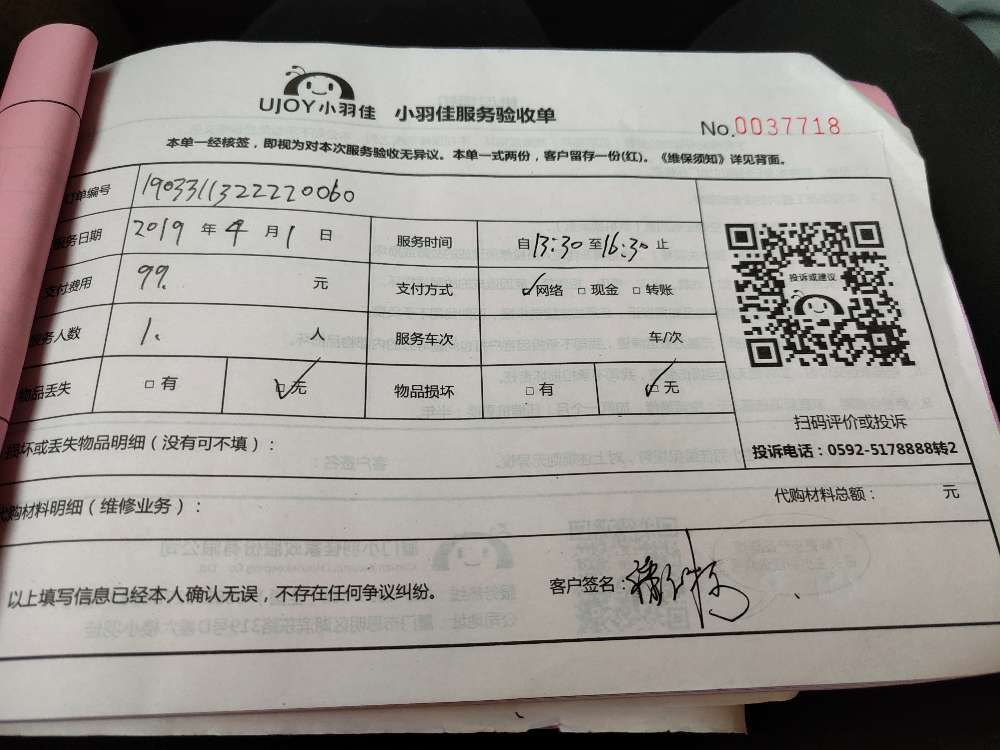 UJOY小羽佳 小羽佳服务验收单
No.0037718
本单一经核签，即视为对本次服务验收无异议。本单一式两份，客户留存一份(红)。《维保须知》详见背面。
单编号 190331132222220060
服务日期 2019 年 4 月 1 日 服务时间 自 13:30 至 16:30 止
支付费用 99. 元 支付方式 网络 现金 转账
服务人数 1. 人 服务车次 车/次
物品丢失 有 无 物品损坏 有 无
投诉或建议
扫码评价或投诉
投诉电话：0592-5178888转2
损坏或丢失物品明细（没有可不填）：
代购材料明细（维修业务）： 代购材料总额： 元
以上填写信息已经本人确认无误，不存在任何争议纠纷。 客户签名：